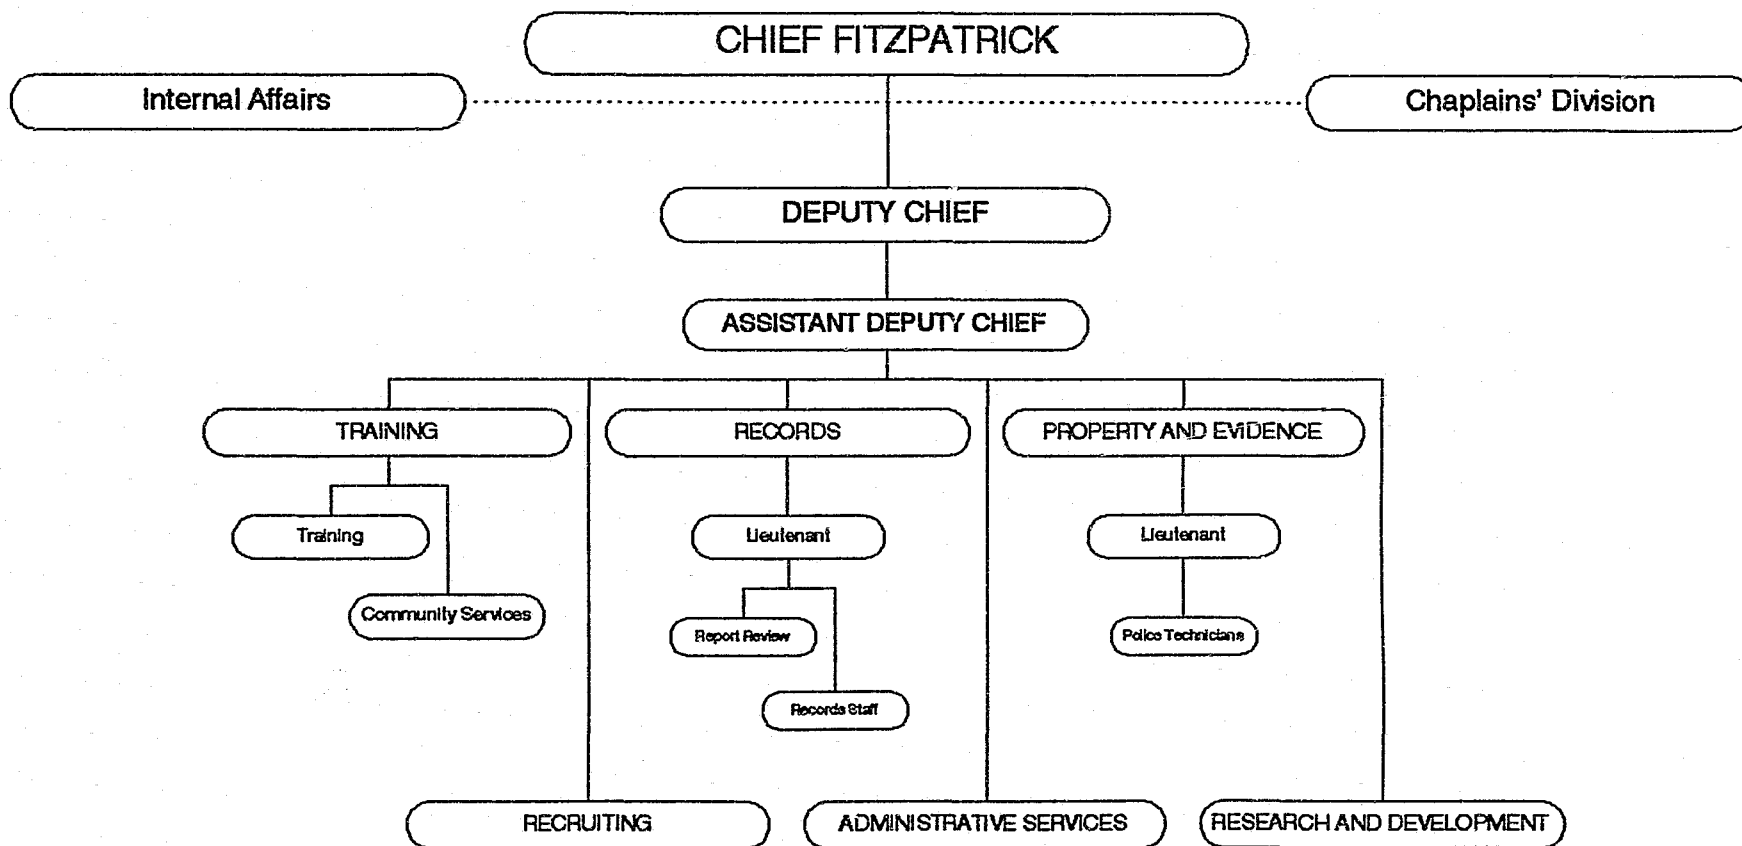 CHIEF FITZPATRICK
Internal Affairs
Chaplains' Division
DEPUTY CHIEF
ASSISTANT DEPUTY CHIEF
TRAINING
RECORDS
PROPERTY AND EVIDENCE
Training
Lieutenant
Lieutenant
Community Services
Report Review
Police Technicians
Records Staff
RECRUITING
ADMINISTRATIVE SERVICES
RESEARCH AND DEVELOPMENT